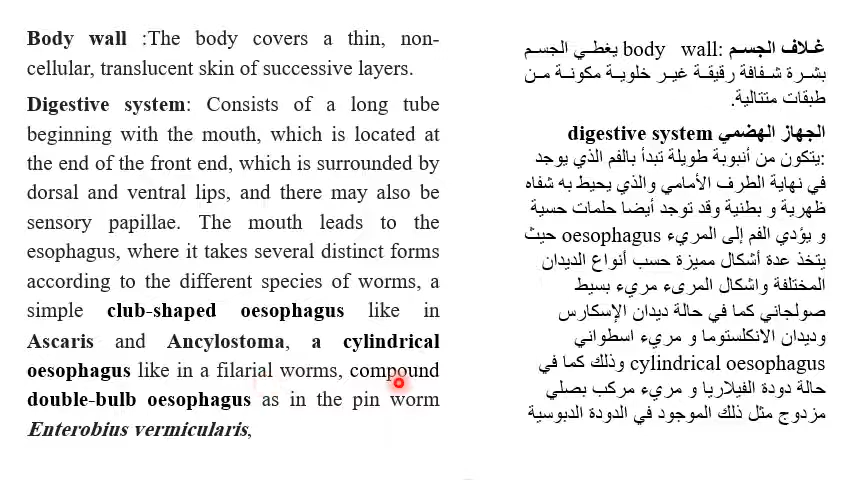 Body wall :The body covers a thin, non-
cellular, translucent skin of successive layers.
Digestive system: Consists of a long tube
beginning with the mouth, which is located at
the end of the front end, which is surrounded by
dorsal and ventral lips, and there may also be
sensory papillae. The mouth leads to the
esophagus, where it takes several distinct forms
according to the different species of worms, a
simple club-shaped oesophagus like in
Ascaris and Ancylostoma, a cylindrical
oesophagus like in a filarial worms, compound
double-bulb oesophagus as in the pin worm
Enterobius vermicularis,
غلاف الجسم :body wall يغطي الجسم
بشرة شفافة رقيقة غير خلوية مكونة من
طبقات متتالية.
الجهاز الهضمي digestive system
:يتكون من أنبوبة طويلة تبدأ بالفم الذي يوجد
في نهاية الطرف الأمامي والذي يحيط به شفاه
ظهرية و بطنية وقد توجد أيضا حلمات حسية
و يؤدي الفم إلى المريء oesophagus حيث
يتخذ عدة أشكال مميزة حسب أنواع الديدان
المختلفة واشكال المرىء مريء بسيط
صولجاني كما في حالة ديدان الإسكارس
وديدان الانكلستوما و مريء اسطواني
cylindrical oesophagus وذلك كما في
حالة دودة الفيلاريا و مريء مركب بصلي
مزدوج مثل ذلك الموجود في الدودة الدبوسية